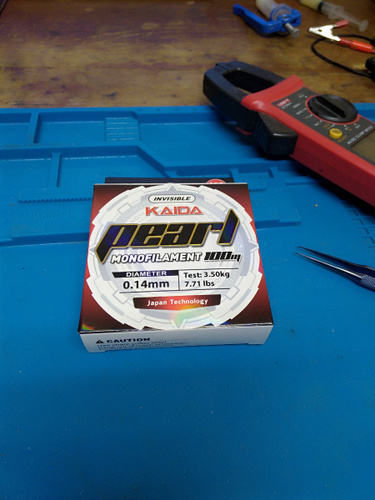 INVISIBLE
KAIDA
pearl
MONOFILAMENT 100m
DIAMETER
0.14mm
Test: 3.50kg
7.71 lbs
Japan Technology
CAUTION